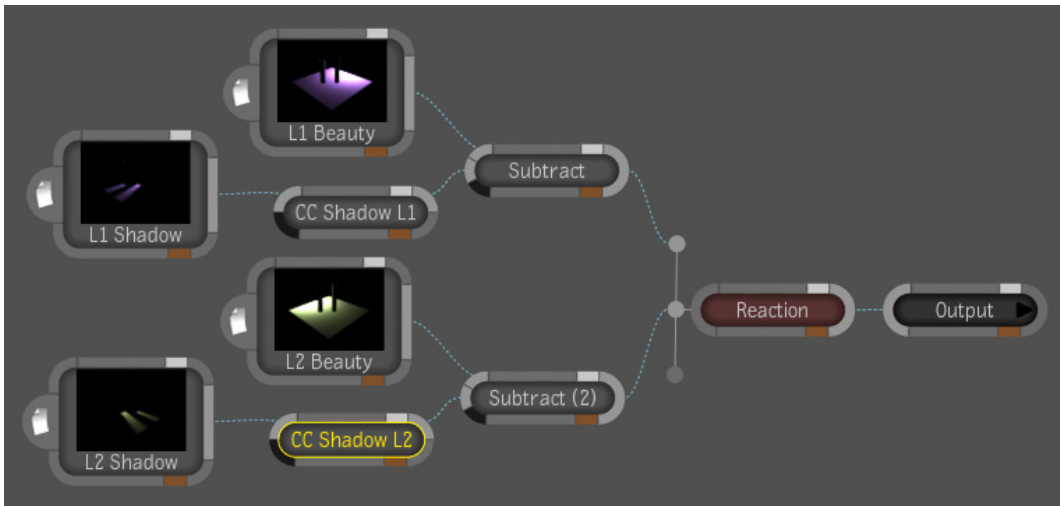 L1 Beauty
Subtract
L1 Shadow
CC Shadow L1
L2 Beauty
Reaction
Output
Subtract (2)
L2 Shadow
CC Shadow L2